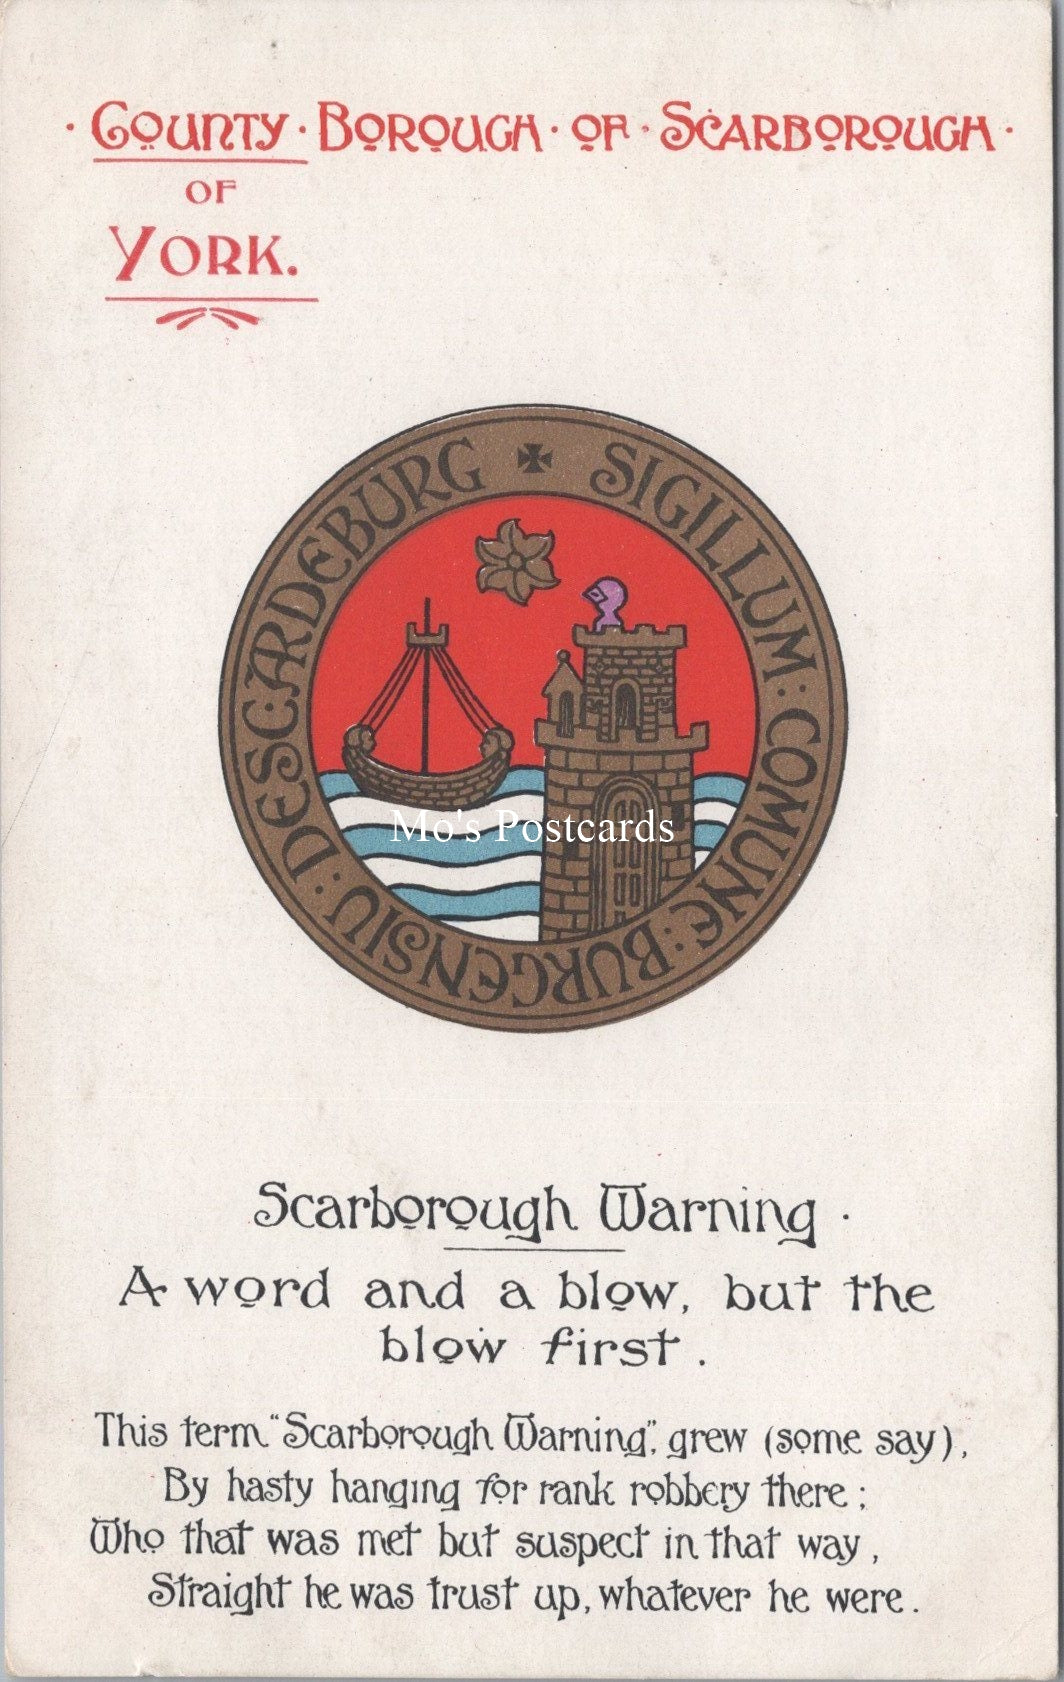 · COUNTY · BOROUGH · OF · SCARBOROUGH ·
OF
YORK.
✠ SIGILLUM : COMUNE : BURGENSIU : DESCARDEBURG
Mo's Postcards
Scarborough Warning ·
A word and a blow, but the
blow first .
This term "Scarborough Warning", grew (some say),
By hasty hanging for rank robbery there ;
Who that was met but suspect in that way ,
Straight he was trust up, whatever he were .